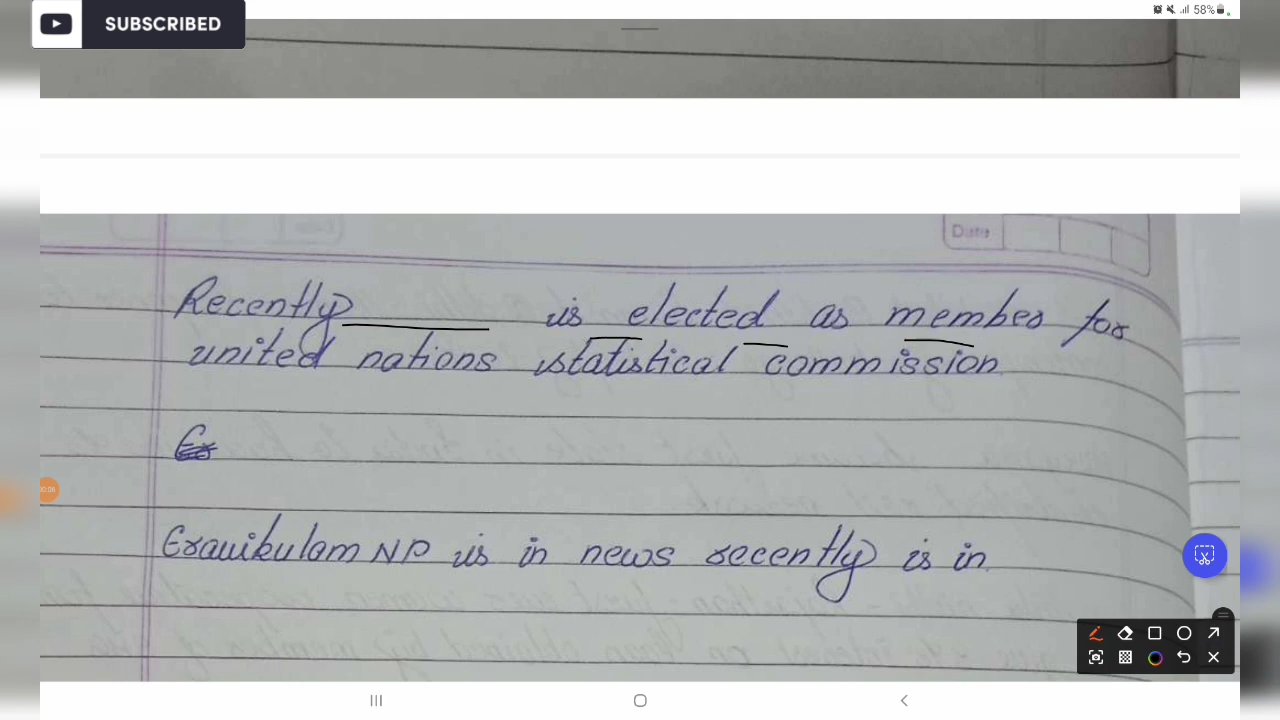 SUBSCRIBED
58%
Date
Recently is elected as member for
united nations statistical commission
Eravikulam NP is in news recently is in